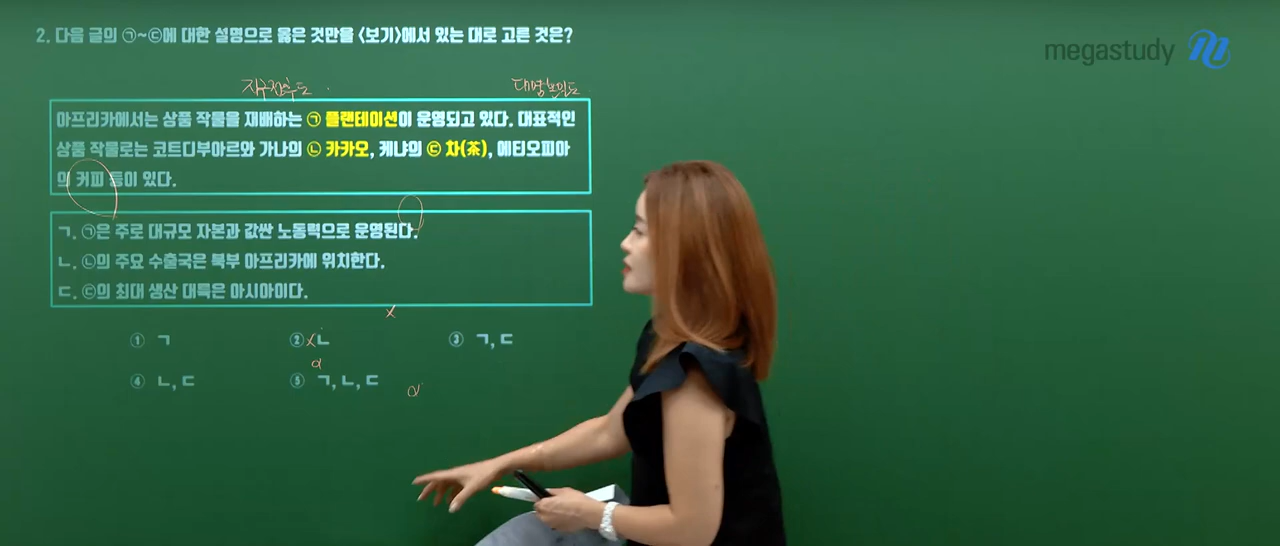 2. 다음 글의 ㉠~㉢에 대한 설명으로 옳은 것만을 〈보기〉에서 있는 대로 고른 것은?
megastudy
아프리카에서는 상품 작물을 재배하는 ㉠ 플랜테이션이 운영되고 있다. 대표적인
상품 작물로는 코트디부아르와 가나의 ㉡ 카카오, 케냐의 ㉢ 차(茶), 에티오피아
의 커피 등이 있다.
ㄱ. ㉠은 주로 대규모 자본과 값싼 노동력으로 운영된다.
ㄴ. ㉡의 주요 수출국은 북부 아프리카에 위치한다.
ㄷ. ㉢의 최대 생산 대륙은 아시아이다.
x
① ㄱ ② xㄴ ③ ㄱ, ㄷ
④ ㄴ, ㄷ ⑤ ㄱ, ㄴ, ㄷ